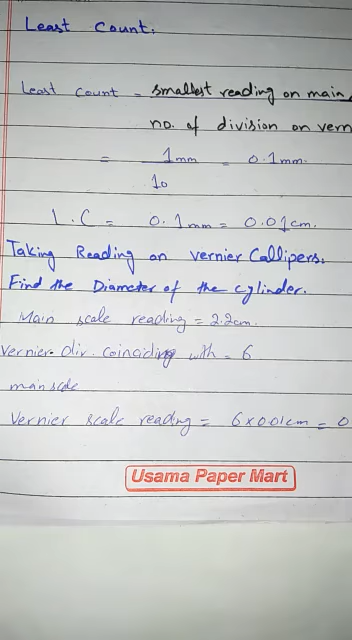 Least Count:
Least Count = smallest reading on main
no. of division on vern
= 1mm = 0.1mm.
10
L.C = 0.1mm = 0.01cm.
Taking Reading on Vernier Callipers.
Find the Diameter of the cylinder.
Main scale reading = 2.2cm.
Vernier div. coinciding with = 6
main scale
Vernier scale reading = 6x0.01cm = 0
Usama Paper Mart